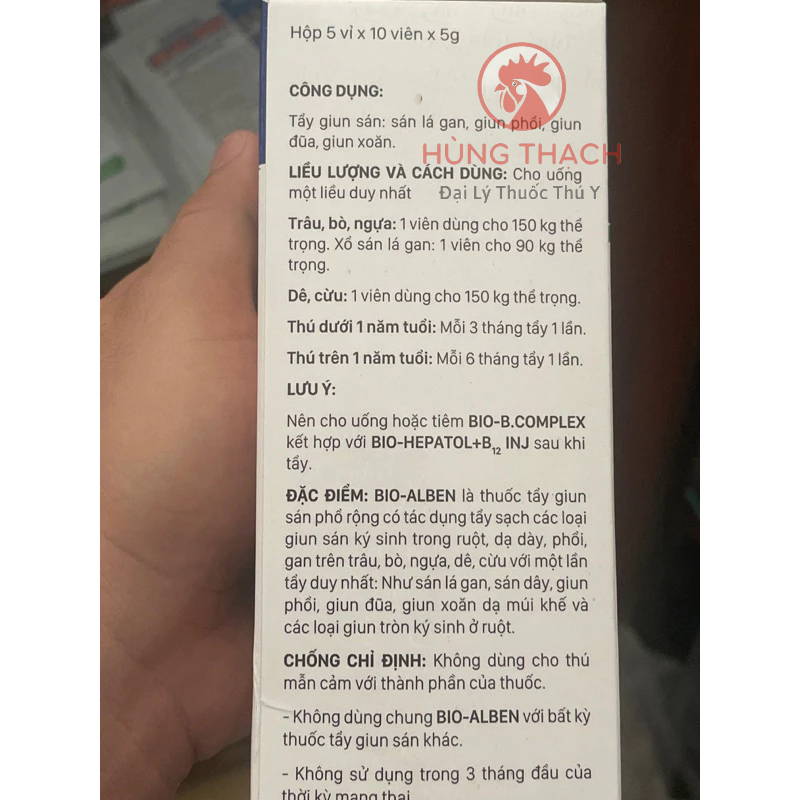 Hộp 5 vỉ x 10 viên x 5g
CÔNG DỤNG:
Tẩy giun sán: sán lá gan, giun phổi, giun
đũa, giun xoăn.
HÙNG THẠCH
LIỀU LƯỢNG VÀ CÁCH DÙNG: Cho uống
một liều duy nhất
Đại Lý Thuốc Thú Y
Trâu, bò, ngựa: 1 viên dùng cho 150 kg thể
trọng. Xổ sán lá gan: 1 viên cho 90 kg thể
trọng.
Dê, cừu: 1 viên dùng cho 150 kg thể trọng.
Thú dưới 1 năm tuổi: Mỗi 3 tháng tẩy 1 lần.
Thú trên 1 năm tuổi: Mỗi 6 tháng tẩy 1 lần.
LƯU Ý:
Nên cho uống hoặc tiêm BIO-B.COMPLEX
kết hợp với BIO-HEPATOL+B12 INJ sau khi
tẩy.
ĐẶC ĐIỂM: BIO-ALBEN là thuốc tẩy giun
sán phổ rộng có tác dụng tẩy sạch các loại
giun sán ký sinh trong ruột, dạ dày, phổi,
gan trên trâu, bò, ngựa, dê, cừu với một lần
tẩy duy nhất: Như sán lá gan, sán dây, giun
phổi, giun đũa, giun xoăn dạ múi khế và
các loại giun tròn ký sinh ở ruột.
CHỐNG CHỈ ĐỊNH: Không dùng cho thú
mẫn cảm với thành phần của thuốc.
- Không dùng chung BIO-ALBEN với bất kỳ
thuốc tẩy giun sán khác.
- Không sử dụng trong 3 tháng đầu của
thời kỳ mang thai